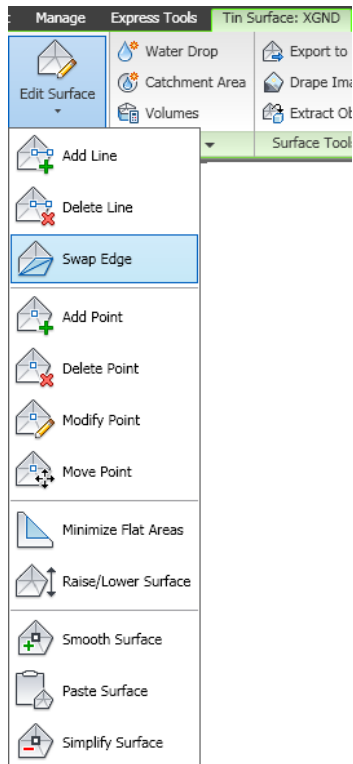 Manage Express Tools Tin Surface: XGND
Edit Surface
Water Drop
Catchment Area
Volumes
Export to
Drape Ima
Extract Ob
Surface Tools
Add Line
Delete Line
Swap Edge
Add Point
Delete Point
Modify Point
Move Point
Minimize Flat Areas
Raise/Lower Surface
Smooth Surface
Paste Surface
Simplify Surface